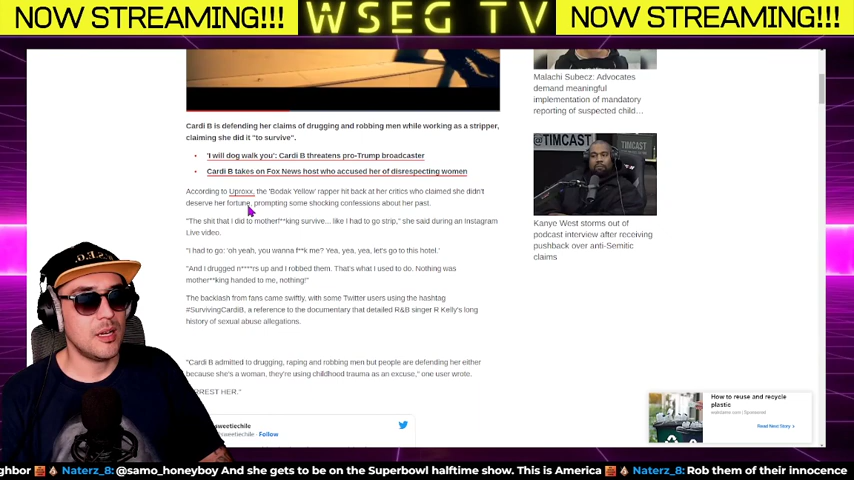 NOW STREAMING!!! WSEG TV NOW STREAMING!!!
Cardi B is defending her claims of drugging and robbing men while working as a stripper,
claiming she did it "to survive".
• 'I will dog walk you': Cardi B threatens pro-Trump broadcaster
• Cardi B takes on Fox News host who accused her of disrespecting women
According to Uproxx, the 'Bodak Yellow' rapper hit back at her critics who claimed she didn't
deserve her fortune, prompting some shocking confessions about her past.
"The shit that I did to motherf**king survive... like I had to go strip," she said during an Instagram
Live video.
"I had to go: 'oh yeah, you wanna f**k me? Yea, yea, yea, let's go to this hotel.'
"And I drugged n****rs up and I robbed them. That's what I used to do. Nothing was
mother**king handed to me, nothing!"
The backlash from fans came swiftly, with some Twitter users using the hashtag
#SurvivingCardiB, a reference to the documentary that detailed R&B singer R Kelly's long
history of sexual abuse allegations.
"Cardi B admitted to drugging, raping and robbing men but people are defending her either
because she's a woman, they're using childhood trauma as an excuse," one user wrote.
RREST HER."
weetiechile
weetiechile · Follow
Malachi Subecz: Advocates
demand meaningful
implementation of mandatory
reporting of suspected child...
@TIMCAST
Kanye West storms out of
podcast interview after receiving
pushback over anti-Semitic
claims
How to reuse and recycle
plastic
Read Next Story >
W.S.E.G.
ghbor Naterz_8: @samo_honeyboy And she gets to be on the Superbowl halftime show. This is America Naterz_8: Rob them of their innocence